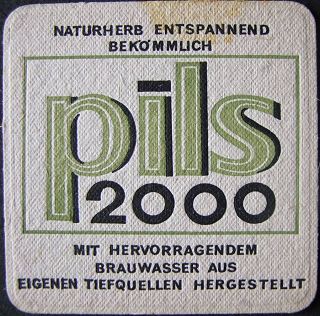 NATURHERB ENTSPANNEND
BEKÖMMLICH
pils
2000
MIT HERVORRAGENDEM
BRAUWASSER AUS
EIGENEN TIEFQUELLEN HERGESTELLT